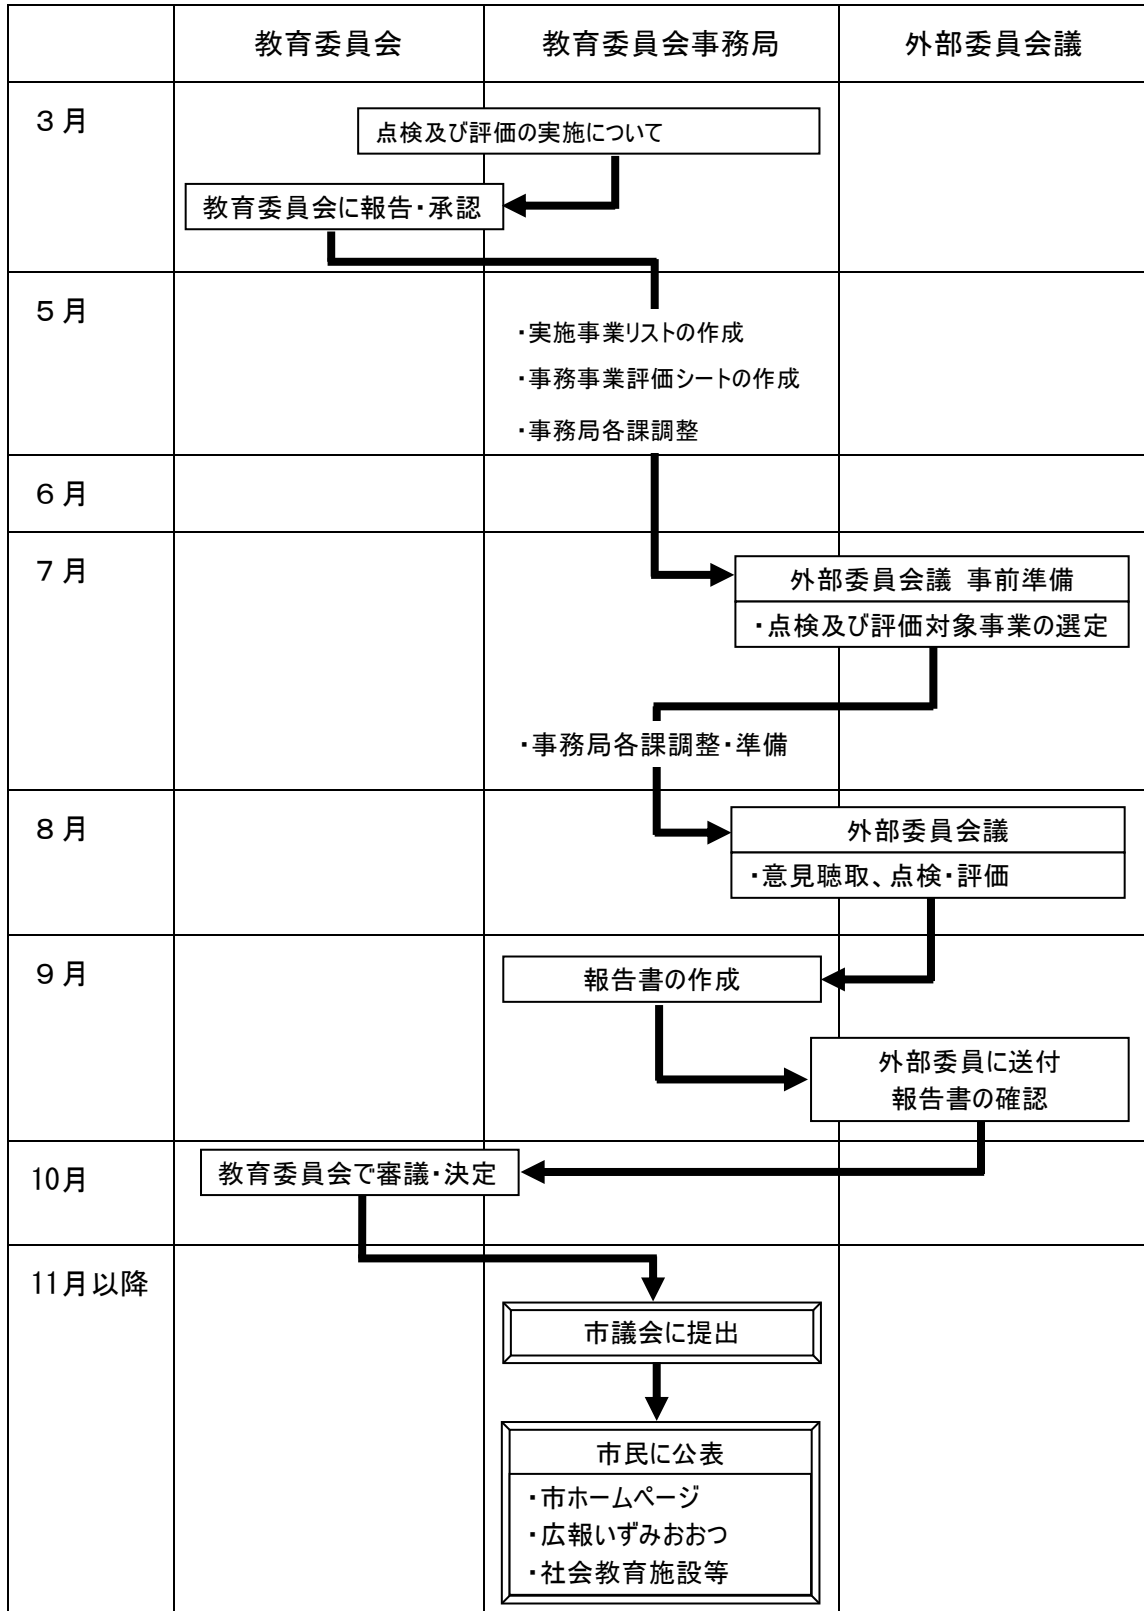 教育委員会 教育委員会事務局 外部委員会議
３月
点検及び評価の実施について
教育委員会に報告・承認
５月
・実施事業リストの作成
・事務事業評価シートの作成
・事務局各課調整
６月
７月
外部委員会議 事前準備
・点検及び評価対象事業の選定
・事務局各課調整・準備
８月
外部委員会議
・意見聴取、点検・評価
９月
報告書の作成
外部委員に送付
報告書の確認
10月
教育委員会で審議・決定
11月以降
市議会に提出
市民に公表
・市ホームページ
・広報いずみおおつ
・社会教育施設等